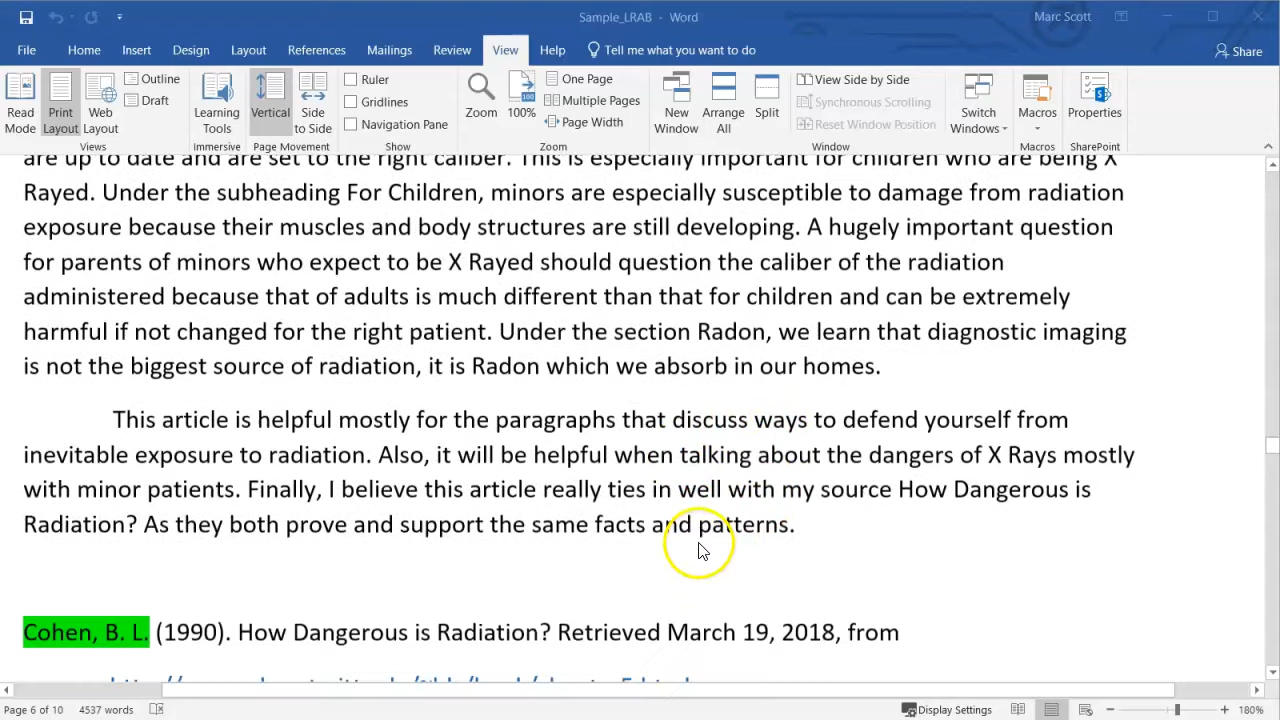 Sample_LRAB - Word
Marc Scott
File Home Insert Design Layout References Mailings Review View Help Tell me what you want to do Share
Read Mode
Print Layout
Web Layout
Outline
Draft
Views
Learning Tools
Immersive
Vertical
Side to Side
Page Movement
Ruler
Gridlines
Navigation Pane
Show
Zoom
100
100%
One Page
Multiple Pages
Page Width
Zoom
New Window
Arrange All
Split
View Side by Side
Synchronous Scrolling
Reset Window Position
Window
Switch Windows
Macros
Macros
Properties
SharePoint
are up to date and are set to the right caliber. This is especially important for children who are being X
Rayed. Under the subheading For Children, minors are especially susceptible to damage from radiation
exposure because their muscles and body structures are still developing. A hugely important question
for parents of minors who expect to be X Rayed should question the caliber of the radiation
administered because that of adults is much different than that for children and can be extremely
harmful if not changed for the right patient. Under the section Radon, we learn that diagnostic imaging
is not the biggest source of radiation, it is Radon which we absorb in our homes.
This article is helpful mostly for the paragraphs that discuss ways to defend yourself from
inevitable exposure to radiation. Also, it will be helpful when talking about the dangers of X Rays mostly
with minor patients. Finally, I believe this article really ties in well with my source How Dangerous is
Radiation? As they both prove and support the same facts and patterns.
Cohen, B. L. (1990). How Dangerous is Radiation? Retrieved March 19, 2018, from
Page 6 of 10 4537 words Display Settings 180%